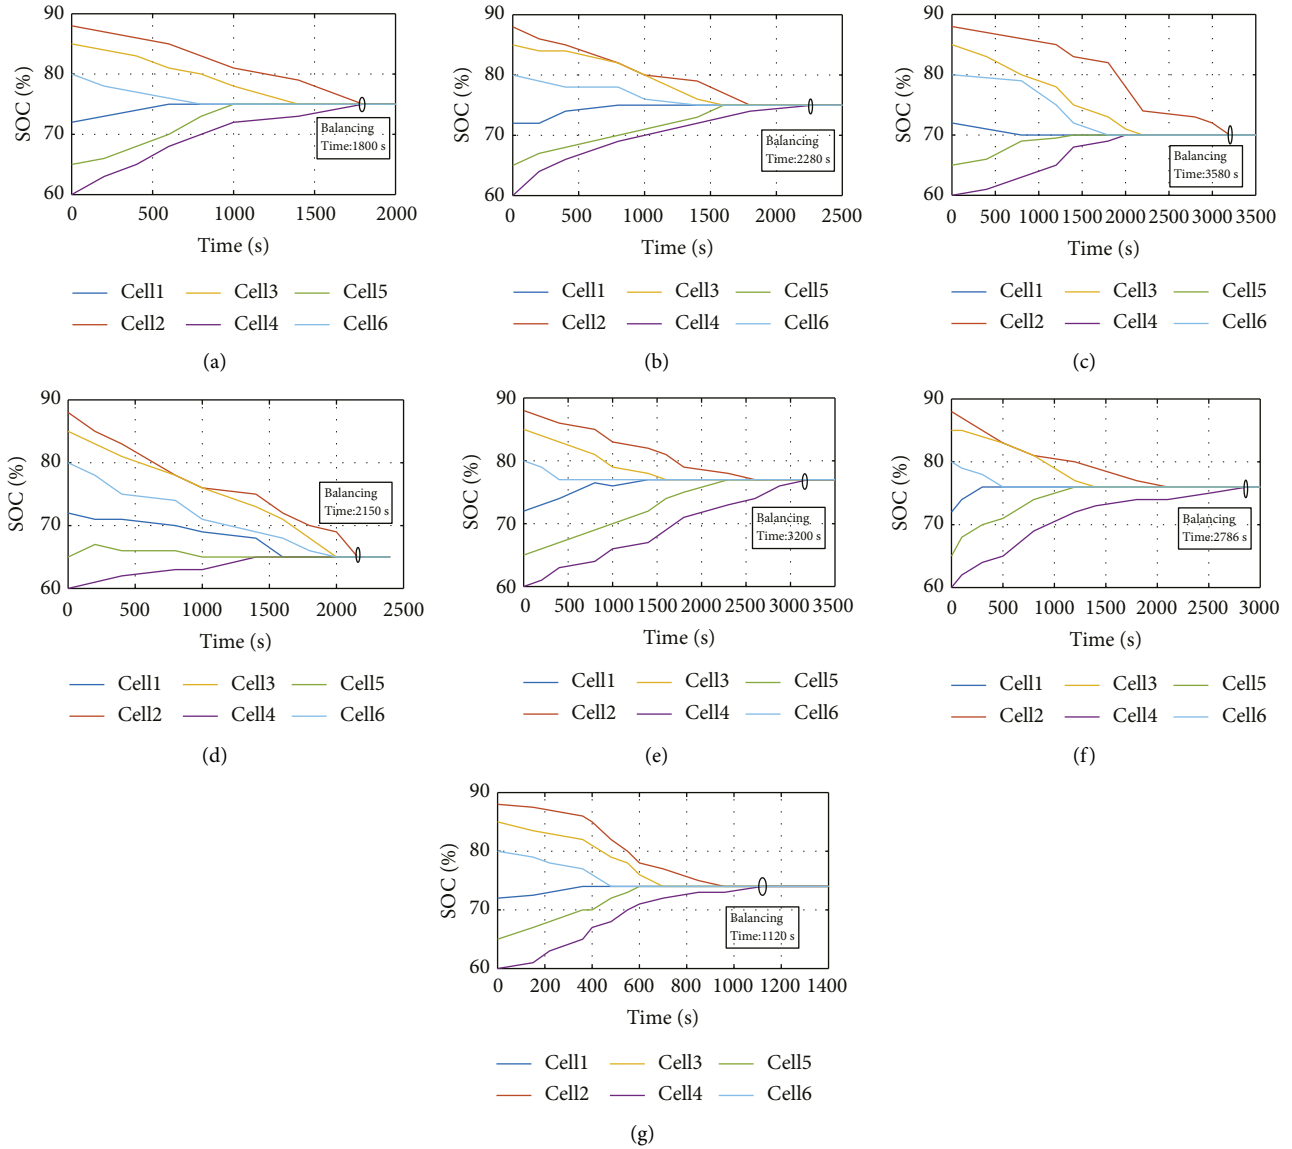 90
80
70
60
SOC (%)
0 500 1000 1500 2000
Time (s)
Balancing
Time:1800 s
Cell1 Cell3 Cell5
Cell2 Cell4 Cell6
(a)
90
80
70
60
SOC (%)
0 500 1000 1500 2000 2500
Time (s)
Balancing
Time:2280 s
Cell1 Cell3 Cell5
Cell2 Cell4 Cell6
(b)
90
80
70
60
SOC (%)
0 500 1000 1500 2000 2500 3000 3500
Time (s)
Balancing
Time:3580 s
Cell1 Cell3 Cell5
Cell2 Cell4 Cell6
(c)
90
80
70
60
SOC (%)
0 500 1000 1500 2000 2500
Time (s)
Balancing
Time:2150 s
Cell1 Cell3 Cell5
Cell2 Cell4 Cell6
(d)
90
80
70
60
SOC (%)
0 500 1000 1500 2000 2500 3000 3500
Time (s)
Balancing
Time:3200 s
Cell1 Cell3 Cell5
Cell2 Cell4 Cell6
(e)
90
80
70
60
SOC (%)
0 500 1000 1500 2000 2500 3000
Time (s)
Balancing
Time:2786 s
Cell1 Cell3 Cell5
Cell2 Cell4 Cell6
(f)
90
80
70
60
SOC (%)
0 200 400 600 800 1000 1200 1400
Time (s)
Balancing
Time:1120 s
Cell1 Cell3 Cell5
Cell2 Cell4 Cell6
(g)